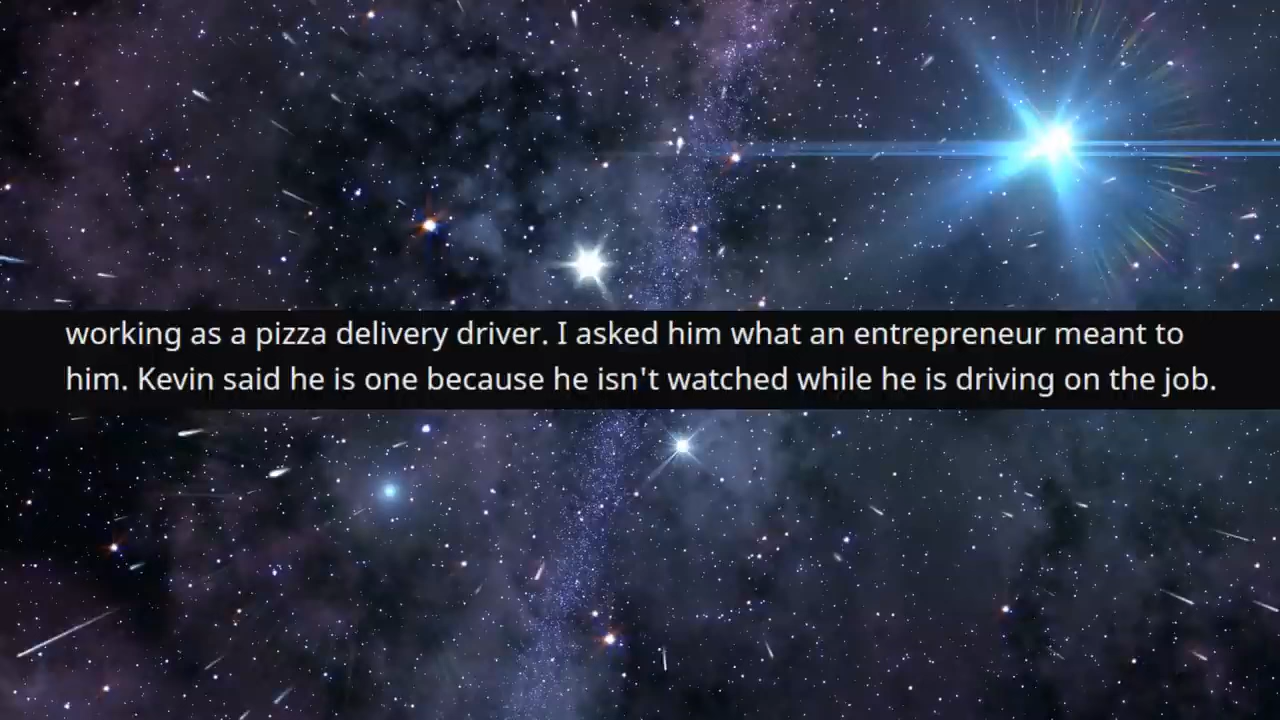 working as a pizza delivery driver. I asked him what an entrepreneur meant to
him. Kevin said he is one because he isn't watched while he is driving on the job.